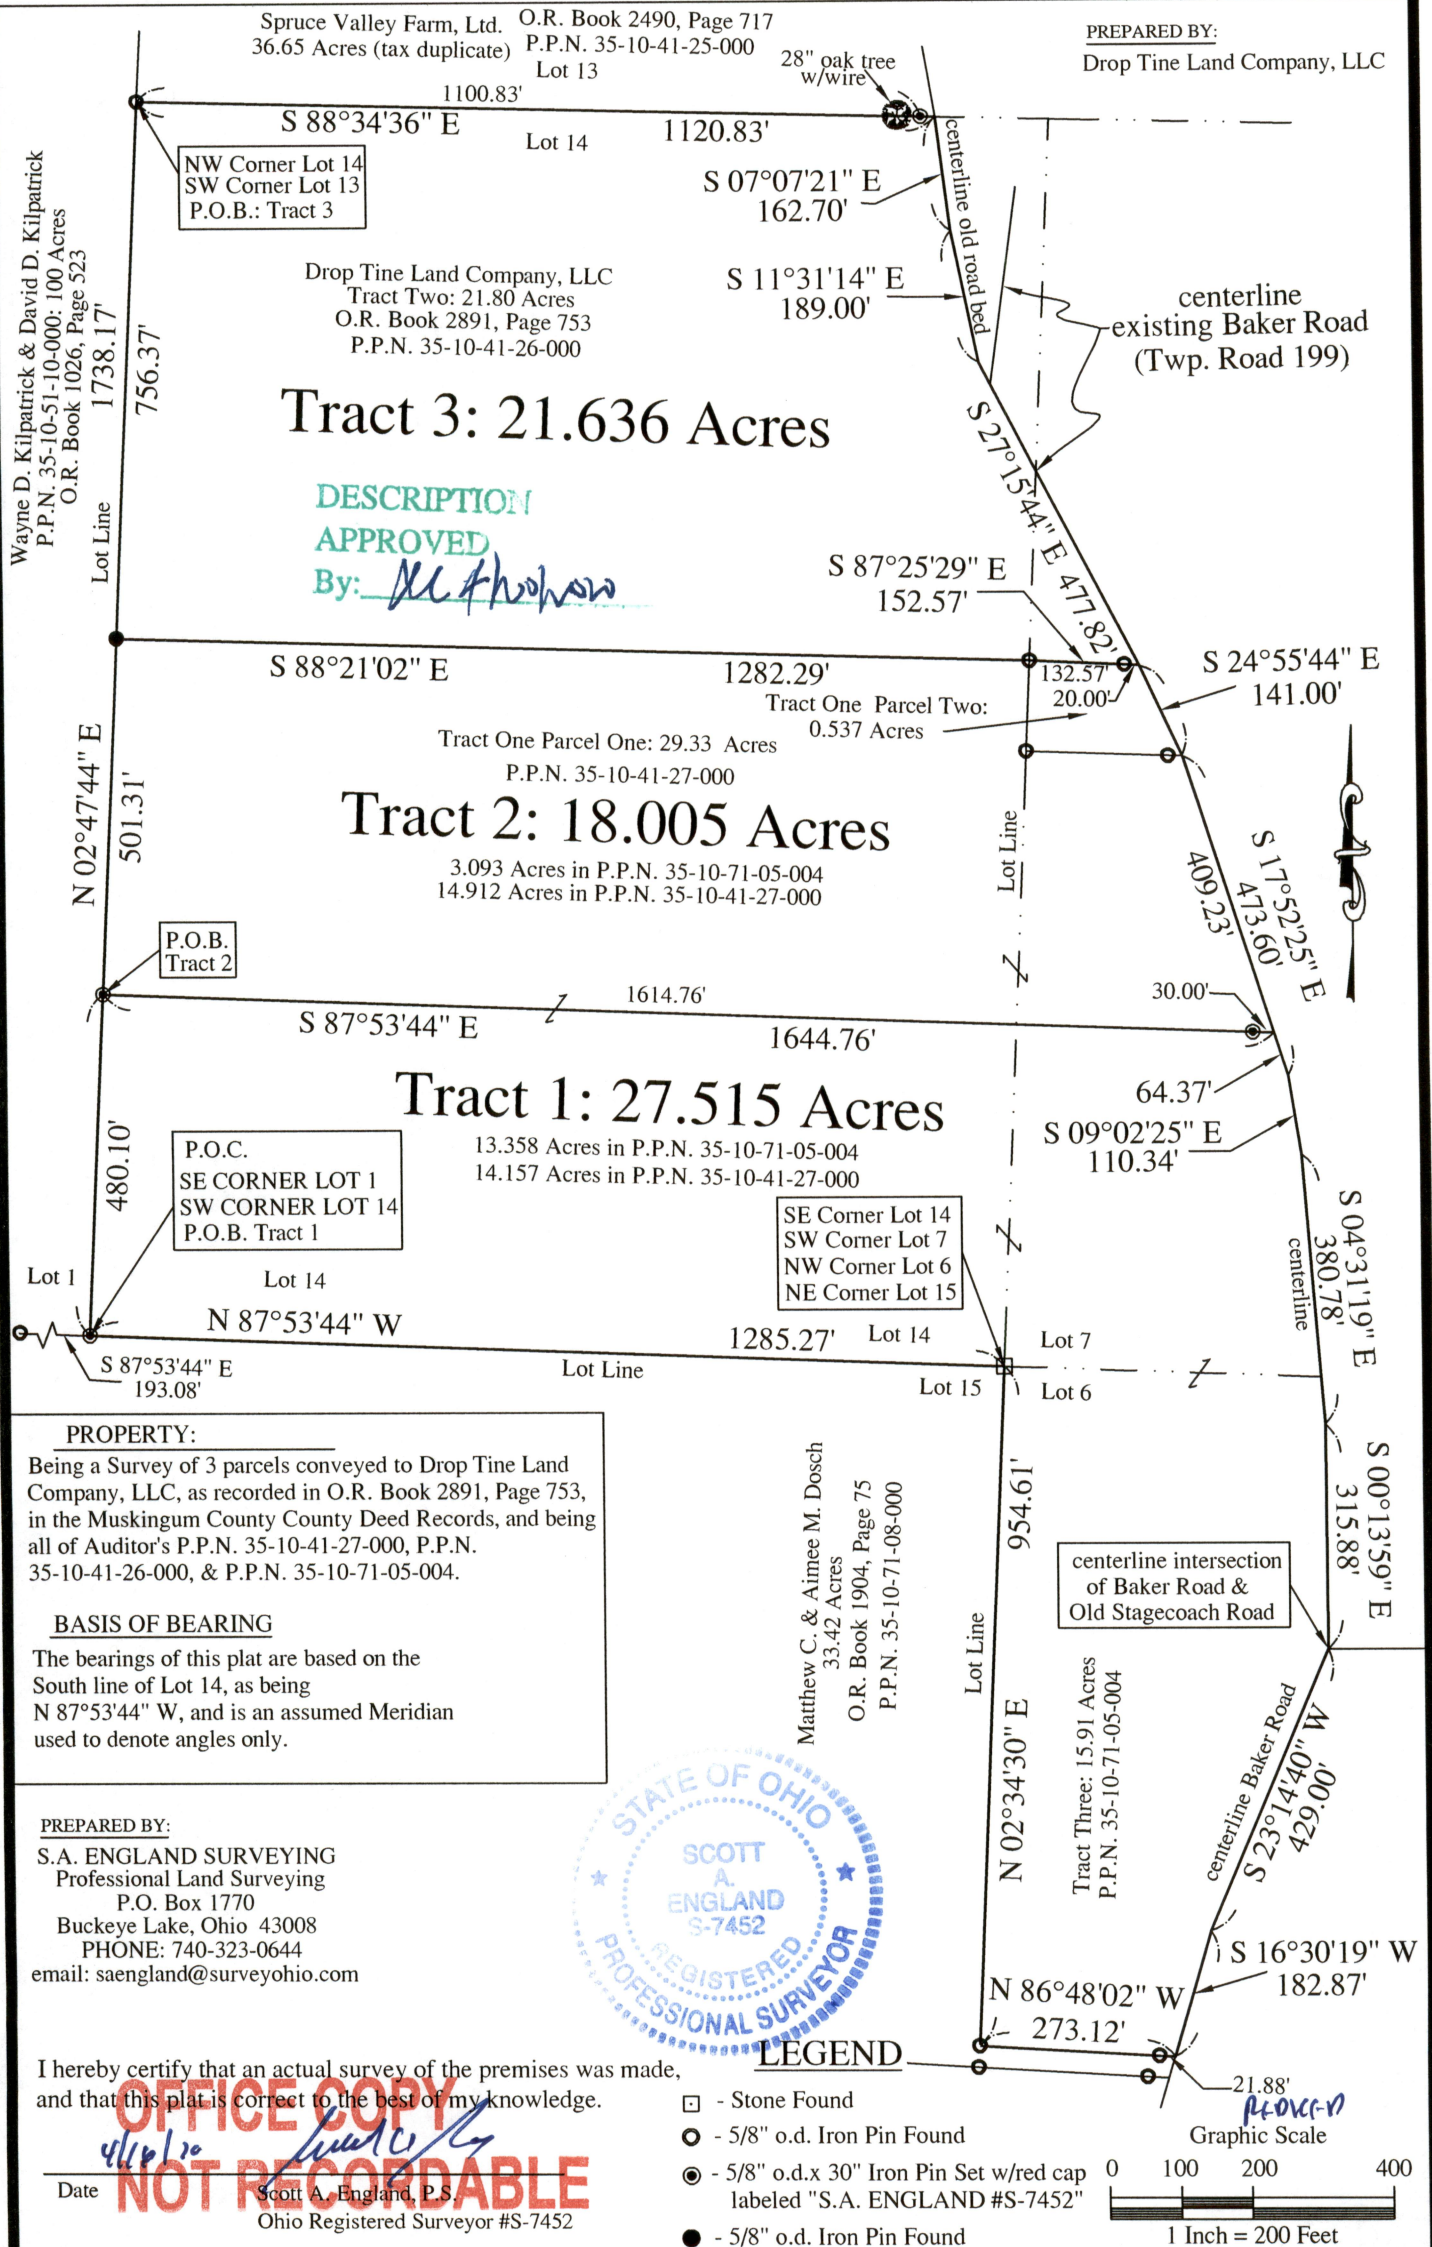 Spruce Valley Farm, Ltd. O.R. Book 2490, Page 717
36.65 Acres (tax duplicate) P.P.N. 35-10-41-25-000
Lot 13
PREPARED BY:
Drop Tine Land Company, LLC
28" oak tree
w/wire
1100.83'
S 88°34'36" E
Lot 14
1120.83'
NW Corner Lot 14
SW Corner Lot 13
P.O.B.: Tract 3
S 07°07'21" E
162.70'
centerline old road bed
S 11°31'14" E
189.00'
centerline
existing Baker Road
(Twp. Road 199)
Wayne D. Kilpatrick & David D. Kilpatrick
P.P.N. 35-10-51-10-000: 100 Acres
O.R. Book 1026, Page 523
1738.17'
756.37'
Lot Line
Drop Tine Land Company, LLC
Tract Two: 21.80 Acres
O.R. Book 2891, Page 753
P.P.N. 35-10-41-26-000
Tract 3: 21.636 Acres
DESCRIPTION
APPROVED
By:
S 27°15'44" E 477.82'
S 87°25'29" E
152.57'
S 88°21'02" E
1282.29'
132.57'
20.00'
S 24°55'44" E
141.00'
Tract One Parcel Two:
0.537 Acres
Tract One Parcel One: 29.33 Acres
P.P.N. 35-10-41-27-000
Tract 2: 18.005 Acres
3.093 Acres in P.P.N. 35-10-71-05-004
14.912 Acres in P.P.N. 35-10-41-27-000
N 02°47'44" E
501.31'
Lot Line
409.23'
S 17°52'25" E
473.60'
P.O.B.
Tract 2
1614.76'
S 87°53'44" E
1644.76'
30.00'
64.37'
Tract 1: 27.515 Acres
13.358 Acres in P.P.N. 35-10-71-05-004
14.157 Acres in P.P.N. 35-10-41-27-000
S 09°02'25" E
110.34'
480.10'
P.O.C.
SE CORNER LOT 1
SW CORNER LOT 14
P.O.B. Tract 1
SE Corner Lot 14
SW Corner Lot 7
NW Corner Lot 6
NE Corner Lot 15
centerline
S 04°31'19" E
380.78'
Lot 1
Lot 14
N 87°53'44" W
1285.27'
Lot 14
Lot 7
S 87°53'44" E
193.08'
Lot Line
Lot 15
Lot 6
PROPERTY:
Being a Survey of 3 parcels conveyed to Drop Tine Land
Company, LLC, as recorded in O.R. Book 2891, Page 753,
in the Muskingum County County Deed Records, and being
all of Auditor's P.P.N. 35-10-41-27-000, P.P.N.
35-10-41-26-000, & P.P.N. 35-10-71-05-004.
BASIS OF BEARING
The bearings of this plat are based on the
South line of Lot 14, as being
N 87°53'44" W, and is an assumed Meridian
used to denote angles only.
Matthew C. & Aimee M. Dosch
33.42 Acres
O.R. Book 1904, Page 75
P.P.N. 35-10-71-08-000
954.61'
Lot Line
N 02°34'30" E
S 00°13'59" E
315.88'
centerline intersection
of Baker Road &
Old Stagecoach Road
Tract Three: 15.91 Acres
P.P.N. 35-10-71-05-004
centerline Baker Road
S 23°14'40" W
429.00'
S 16°30'19" W
182.87'
N 86°48'02" W
273.12'
21.88'
PREPARED BY:
S.A. ENGLAND SURVEYING
Professional Land Surveying
P.O. Box 1770
Buckeye Lake, Ohio 43008
PHONE: 740-323-0644
email: saengland@surveyohio.com
STATE OF OHIO
SCOTT
A.
ENGLAND
S-7452
REGISTERED
PROFESSIONAL SURVEYOR
I hereby certify that an actual survey of the premises was made,
and that this plat is correct to the best of my knowledge.
OFFICE COPY
NOT RECORDABLE
Date
Scott A. England, P.S.
Ohio Registered Surveyor #S-7452
LEGEND
- Stone Found
- 5/8" o.d. Iron Pin Found
- 5/8" o.d.x 30" Iron Pin Set w/red cap
labeled "S.A. ENGLAND #S-7452"
- 5/8" o.d. Iron Pin Found
REDUCED
Graphic Scale
0 100 200 400
1 Inch = 200 Feet